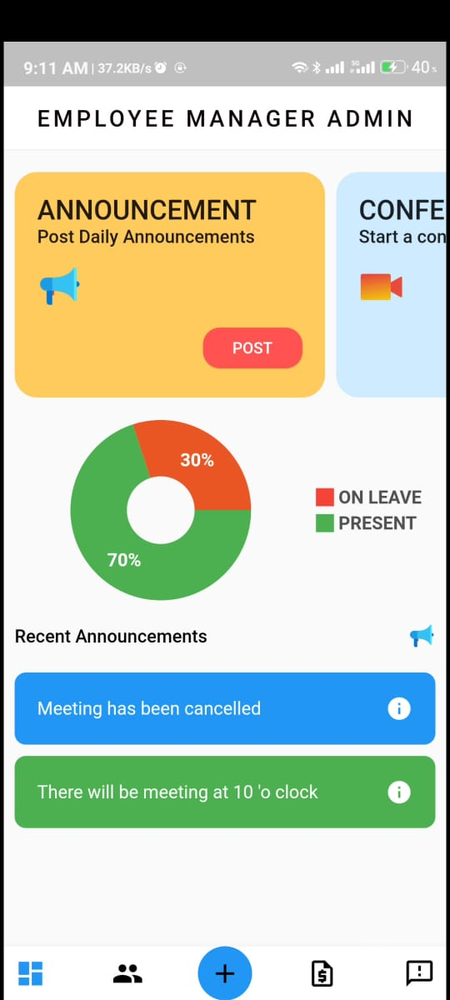 9:11 AM | 37.2KB/s
5G
40%
EMPLOYEE MANAGER ADMIN
ANNOUNCEMENT
Post Daily Announcements
POST
CONFE
Start a con
30%
70%
ON LEAVE
PRESENT
Recent Announcements
Meeting has been cancelled
There will be meeting at 10 'o clock